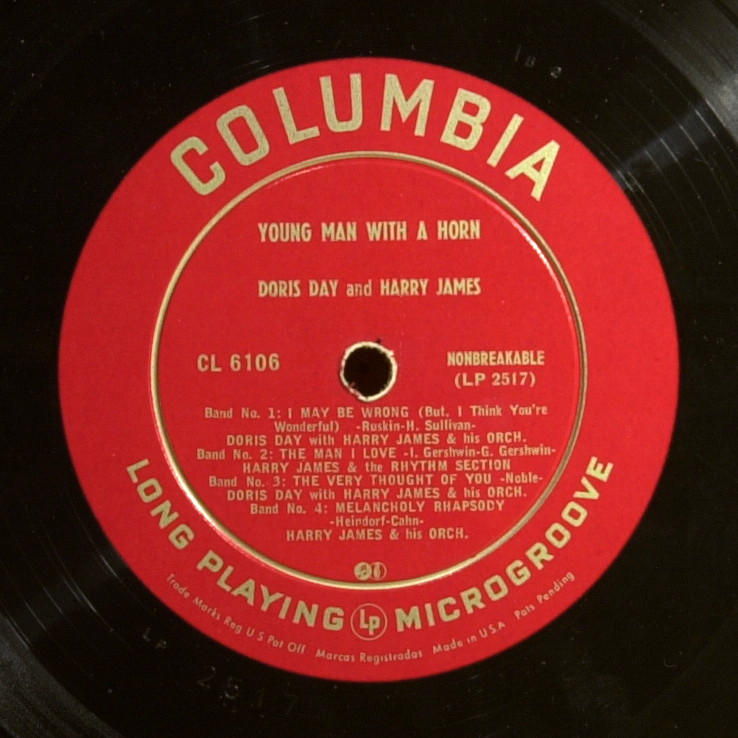 COLUMBIA
YOUNG MAN WITH A HORN
DORIS DAY and HARRY JAMES
CL 6106
NONBREAKABLE
(LP 2517)
Band No. 1: I MAY BE WRONG (But, I Think You're
Wonderful) -Ruskin-H. Sullivan-
DORIS DAY with HARRY JAMES & his ORCH.
Band No. 2: THE MAN I LOVE -I. Gershwin-G. Gershwin-
HARRY JAMES & the RHYTHM SECTION
Band No. 3: THE VERY THOUGHT OF YOU -Noble-
DORIS DAY with HARRY JAMES & his ORCH.
Band No. 4: MELANCHOLY RHAPSODY
-Heindorf-Cahn-
HARRY JAMES & his ORCH.
LONG PLAYING Lp MICROGROOVE
Trade Marks Reg U S Pat Off Marcas Registradas Made in U.S.A Pats Pending
LP 2517